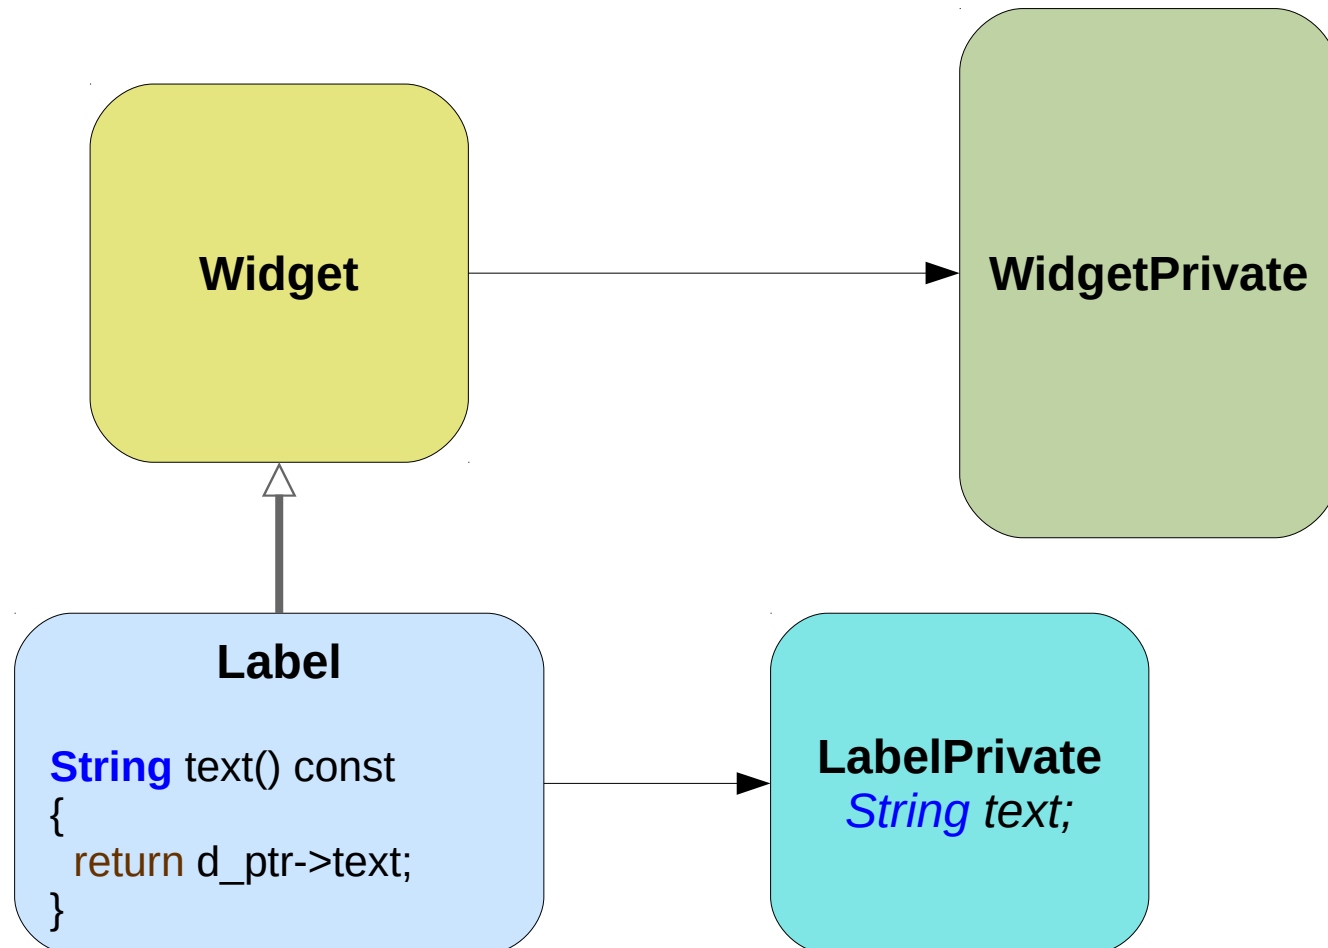 Widget
WidgetPrivate
Label
String text() const
{
return d_ptr->text;
}
LabelPrivate
String text;